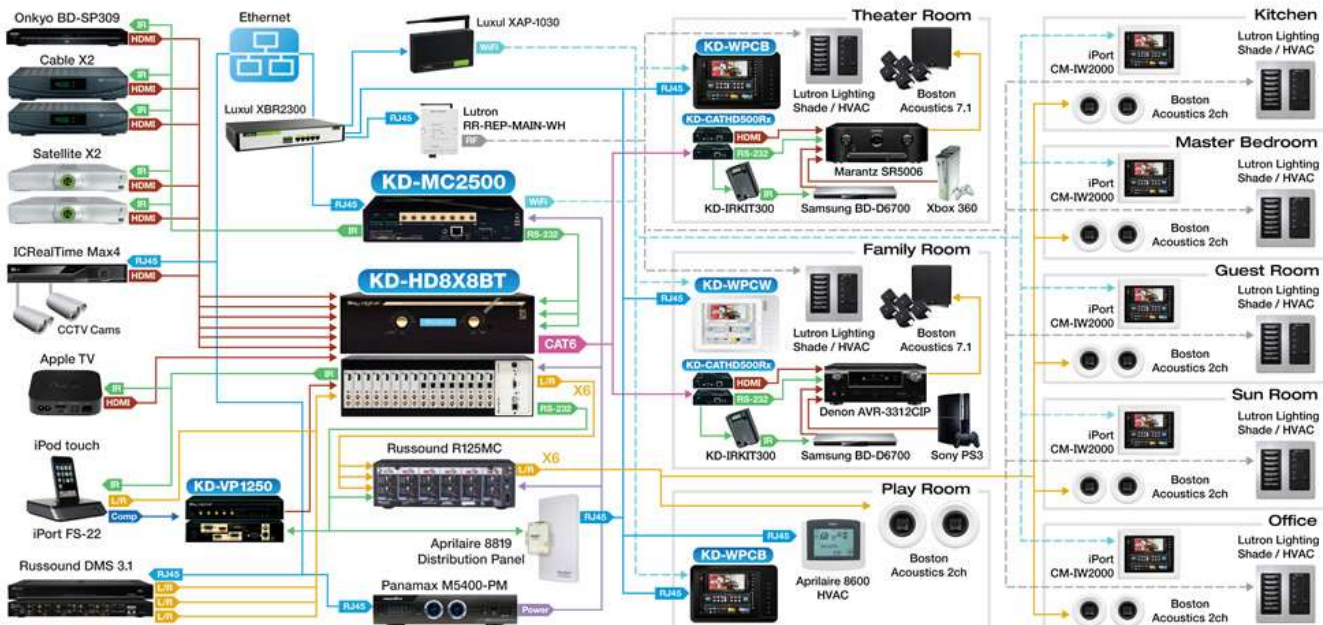 Onkyo BD-SP309
IR
HDMI
Cable X2
IR
HDMI
IR
HDMI
Satellite X2
IR
HDMI
IR
HDMI
ICRealTime Max4
RJ45
HDMI
CCTV Cams
Apple TV
IR
HDMI
iPod touch
IR
L/R
Comp
iPort FS-22
Russound DMS 3.1
RJ45
L/R
L/R
L/R
Ethernet
Luxul XBR2300
Luxul XAP-1030
WiFi
RJ45
Lutron
RR-REP-MAIN-WH
RF
KD-MC2500
RJ45
WiFi
IR
RS-232
KD-HD8X8BT
CAT6
IR
L/R
X6
RS-232
Russound R125MC
X6
L/R
KD-VP1250
Aprilaire 8819
Distribution Panel
RJ45
Panamax M5400-PM
RJ45
Power
Theater Room
KD-WPCB
RJ45
Lutron Lighting
Shade / HVAC
Boston
Acoustics 7.1
KD-CATHD500Rx
HDMI
RS-232
Marantz SR5006
IR
KD-IRKIT300
Samsung BD-D6700
Xbox 360
Family Room
KD-WPCW
RJ45
Lutron Lighting
Shade / HVAC
Boston
Acoustics 7.1
KD-CATHD500Rx
HDMI
RS-232
Denon AVR-3312CIP
IR
KD-IRKIT300
Samsung BD-D6700
Sony PS3
Play Room
RJ45
KD-WPCB
RJ45
Aprilaire 8600
HVAC
Boston
Acoustics 2ch
Kitchen
iPort
CM-IW2000
Lutron Lighting
Shade / HVAC
Boston
Acoustics 2ch
Master Bedroom
iPort
CM-IW2000
Lutron Lighting
Shade / HVAC
Boston
Acoustics 2ch
Guest Room
iPort
CM-IW2000
Lutron Lighting
Shade / HVAC
Boston
Acoustics 2ch
Sun Room
iPort
CM-IW2000
Lutron Lighting
Shade / HVAC
Boston
Acoustics 2ch
Office
iPort
CM-IW2000
Lutron Lighting
Shade / HVAC
Boston
Acoustics 2ch